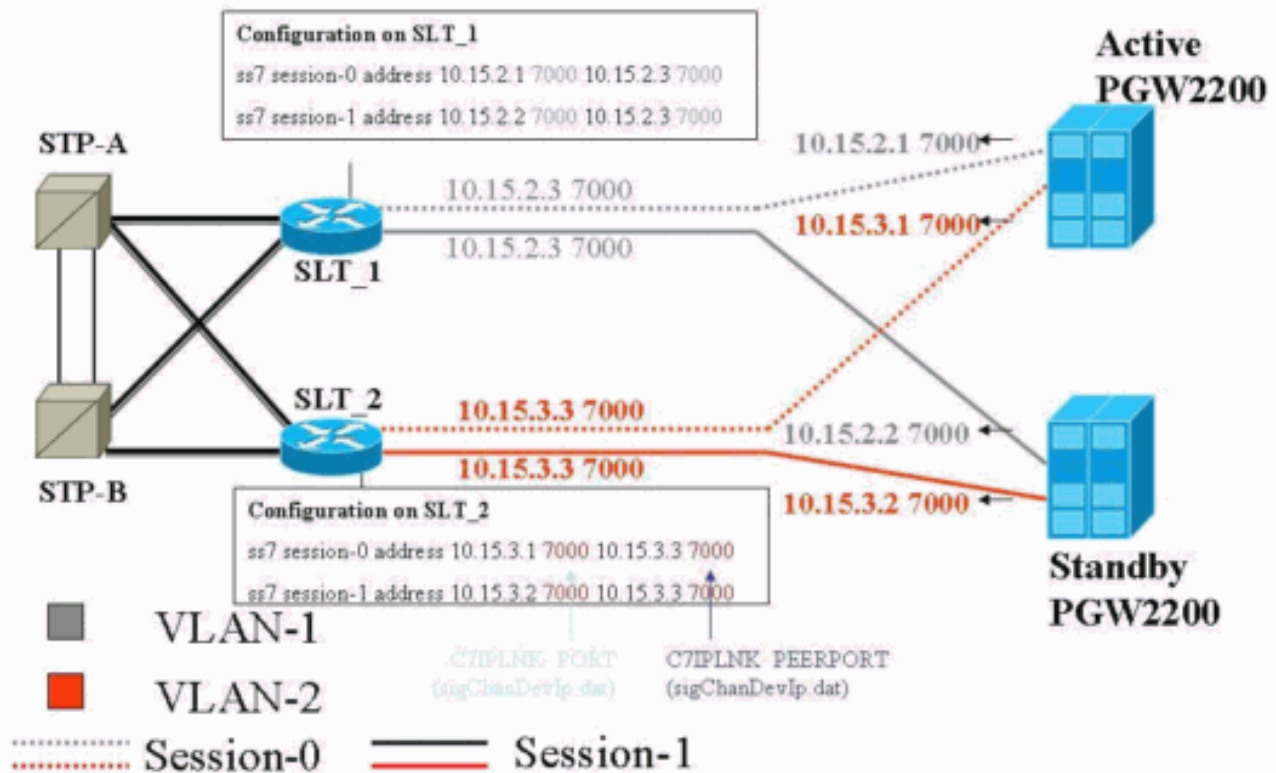 Configuration on SLT_1
ss7 session-0 address 10.15.2.1 7000 10.15.2.3 7000
ss7 session-1 address 10.15.2.2 7000 10.15.2.3 7000
Active
PGW2200
STP-A
10.15.2.1 7000
10.15.2.3 7000
10.15.3.1 7000
10.15.2.3 7000
SLT_1
SLT_2
10.15.3.3 7000
10.15.2.2 7000
10.15.3.3 7000
STP-B
10.15.3.2 7000
Configuration on SLT_2
ss7 session-0 address 10.15.3.1 7000 10.15.3.3 7000
ss7 session-1 address 10.15.3.2 7000 10.15.3.3 7000
Standby
PGW2200
VLAN-1
C7IPLNK PORT
(sigChanDevIp.dat)
C7IPLNK PEERPORT
(sigChanDevIp.dat)
VLAN-2
Session-0
Session-1